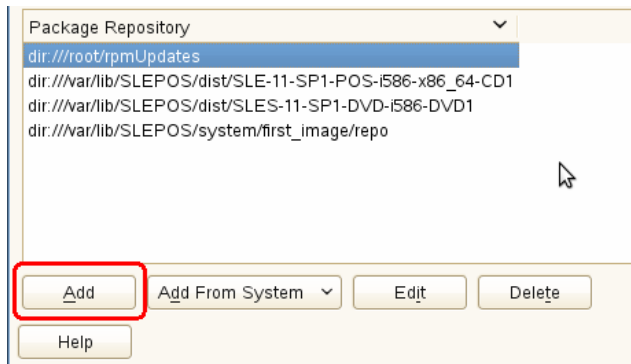 Package Repository
dir:///root/rpmUpdates
dir:///var/lib/SLEPOS/dist/SLE-11-SP1-POS-i586-x86_64-CD1
dir:///var/lib/SLEPOS/dist/SLES-11-SP1-DVD-i586-DVD1
dir:///var/lib/SLEPOS/system/first_image/repo
Add Add From System Edit Delete
Help